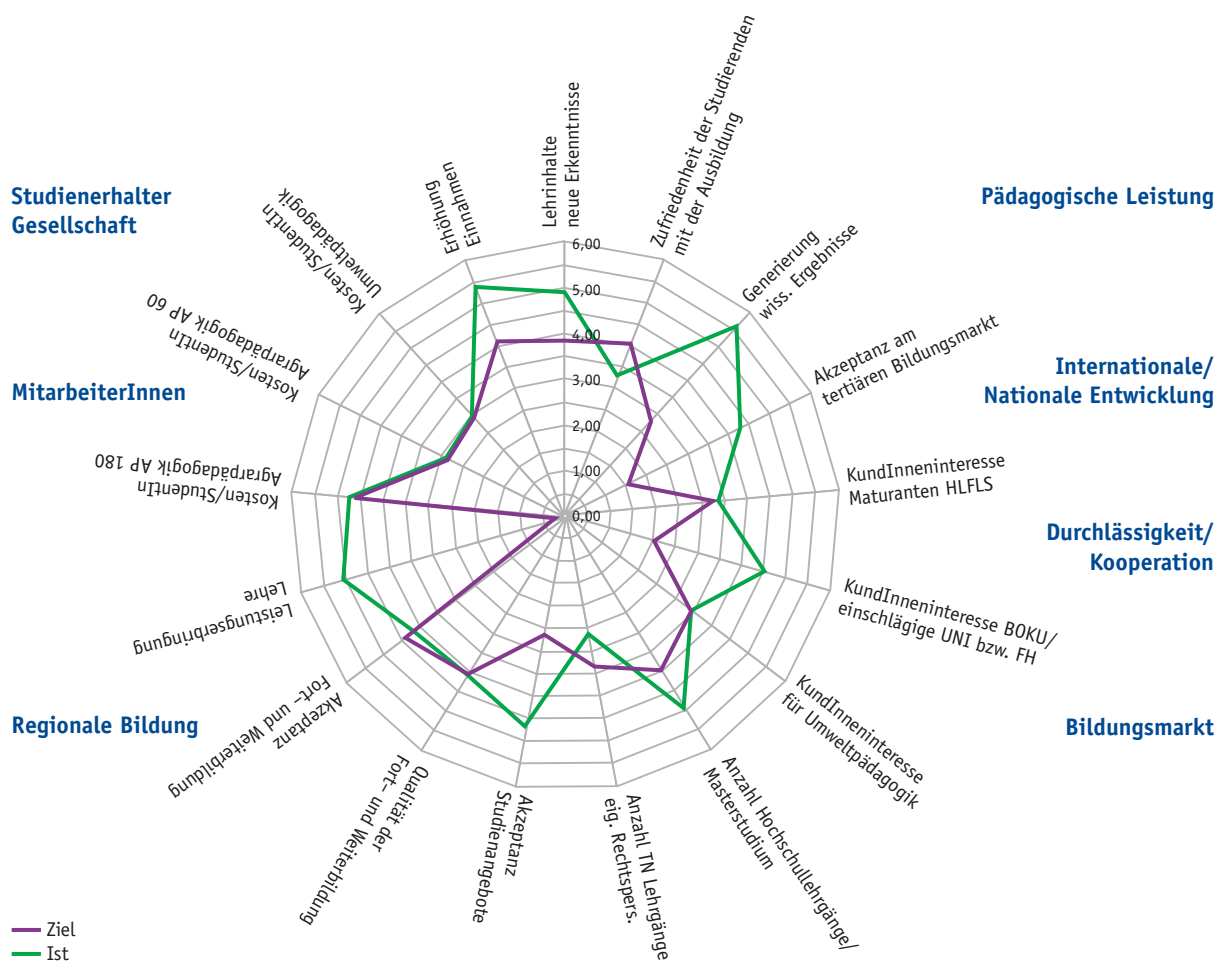 Studienerhalter
Gesellschaft
MitarbeiterInnen
Regionale Bildung
Pädagogische Leistung
Internationale/
Nationale Entwicklung
Durchlässigkeit/
Kooperation
Bildungsmarkt
Lehrinhalte
neue Erkenntnisse
Zufriedenheit der Studierenden
mit der Ausbildung
Generierung
wiss. Ergebnisse
Akzeptanz am
tertiären Bildungsmarkt
KundInneninteresse
Maturanten HLFLS
KundInneninteresse BOKU/
einschlägige UNI bzw. FH
KundInneninteresse
für Umweltpädagogik
Anzahl Hochschullehrgänge/
Masterstudium
Anzahl TN Lehrgänge
eig. Rechtspers.
Akzeptanz
Studienangebote
Qualität der
Fort- und Weiterbildung
Akzeptanz
Fort- und Weiterbildung
Leistungserbringung
Lehre
Kosten/StudentIn
Agrarpädagogik AP 180
Kosten/StudentIn
Agrarpädagogik AP 60
Kosten/StudentIn
Umweltpädagogik
Erhöhung
Einnahmen
6,00
5,00
4,00
3,00
2,00
1,00
0,00
Ziel
Ist